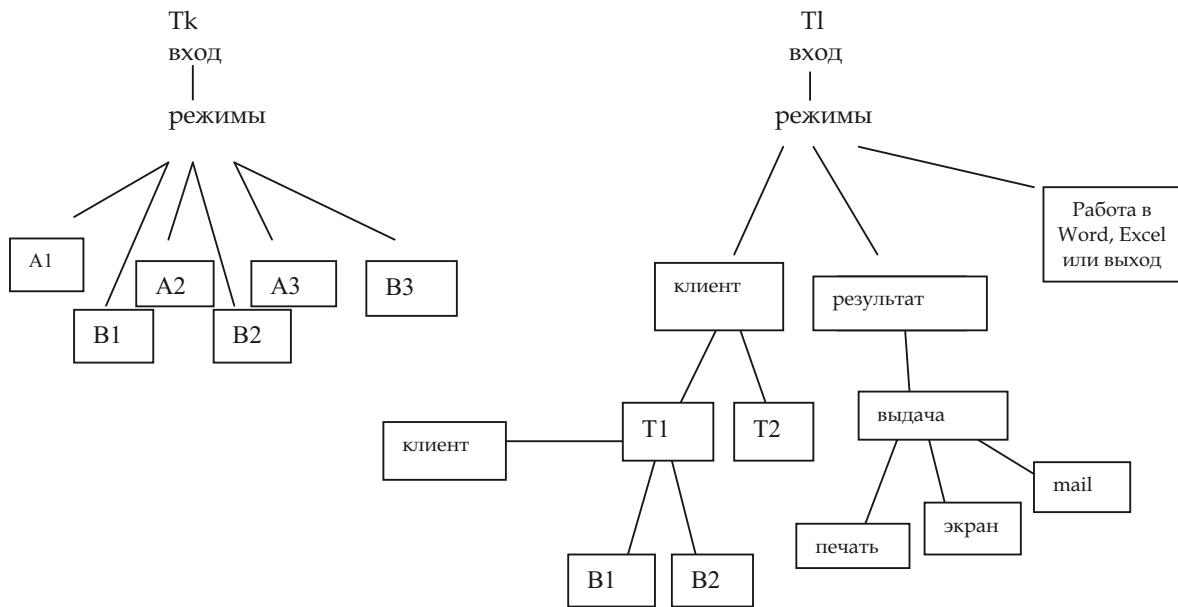 Tk
вход
режимы
A1
A2
A3
B3
B1
B2
Tl
вход
режимы
Работа в
Word, Excel
или выход
клиент
результат
клиент
T1
T2
выдача
mail
экран
печать
B1
B2